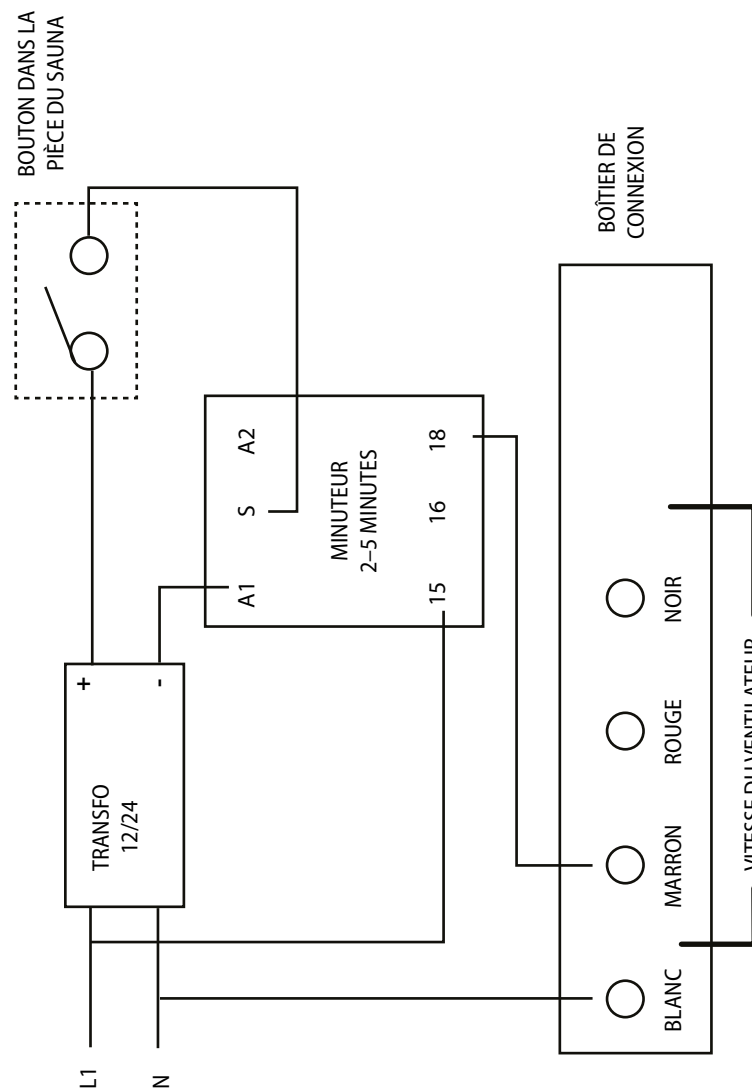 BOUTON DANS LA
PIÈCE DU SAUNA
TRANSFO
12/24
+
-
L1
N
A1
S
A2
MINUTEUR
2–5 MINUTES
15
16
18
BOÎTIER DE
CONNEXION
BLANC
MARRON
ROUGE
NOIR
VITESSE DU VENTILATEUR